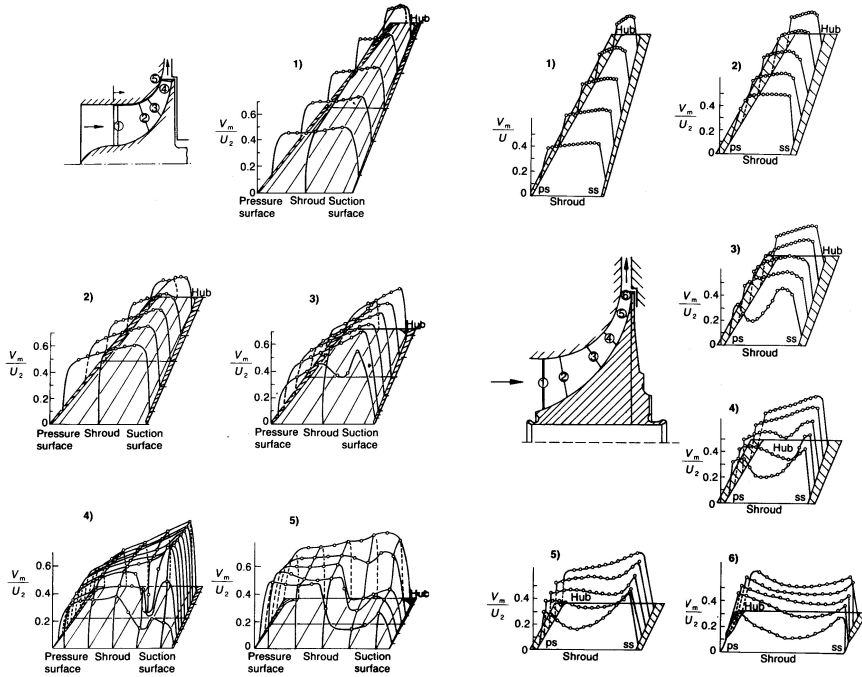 1)
Hub
V_m
U_2
0.6
0.4
0.2
0
Pressure surface
Shroud
Suction surface
① ② ③ ④ ⑤
2)
Hub
V_m
U_2
0.6
0.4
0.2
0
Pressure surface
Shroud
Suction surface
3)
Hub
V_m
U_2
0.6
0.4
0.2
0
Pressure surface
Shroud
Suction surface
4)
V_m
U_2
0.6
0.4
0.2
Pressure surface
Shroud
Suction surface
5)
Hub
V_m
U_2
0.6
0.4
0.2
0
Pressure surface
Shroud
Suction surface
1)
Hub
V_m
U
0.4
0.2
0
ps
ss
Shroud
2)
Hub
V_m
U_2
0.4
0.2
0
ps
ss
Shroud
① ② ③ ④ ⑤ ⑥
3)
Hub
V_m
U_2
0.4
0.2
0
ps
ss
Shroud
4)
Hub
V_m
U_2
0.4
0.2
0
ps
ss
Shroud
5)
Hub
V_m
U_2
0.4
0.2
0
ps
ss
Shroud
6)
Hub
V_m
U_2
0.4
0.2
0
ps
ss
Shroud